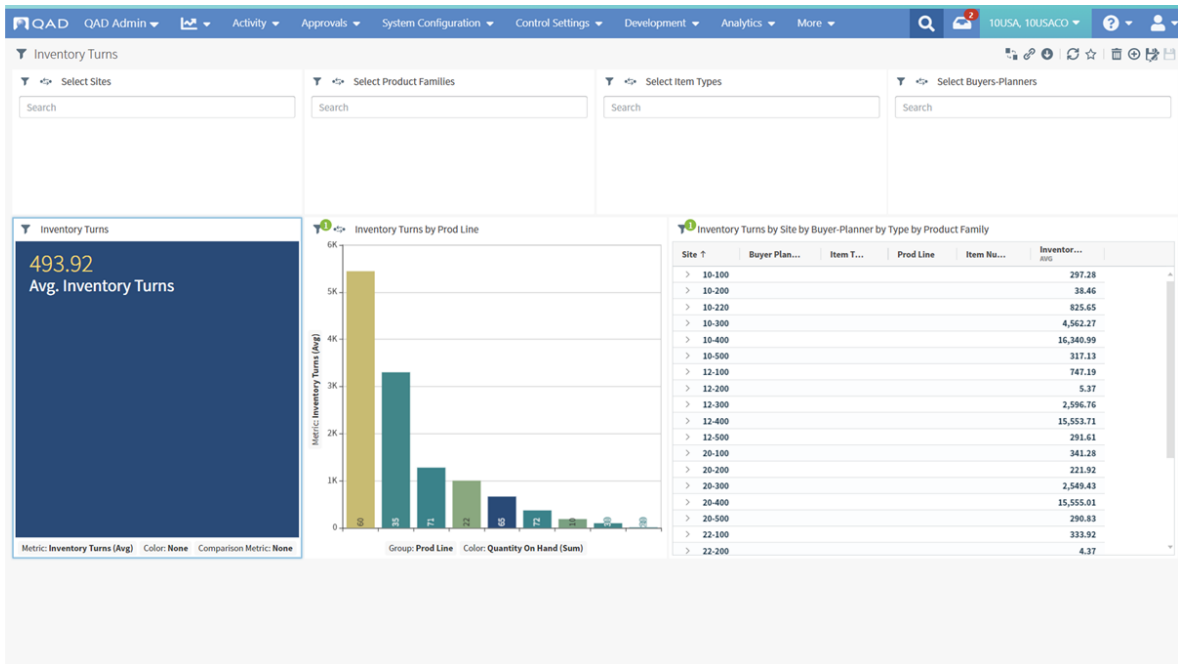 QAD QAD Admin Activity Approvals System Configuration Control Settings Development Analytics More 2 10USA, 10USACO ?
Inventory Turns
Select Sites Select Product Families Select Item Types Select Buyers-Planners
Search Search Search Search
Inventory Turns
493.92
Avg. Inventory Turns
Metric: Inventory Turns (Avg) Color: None Comparison Metric: None
1 Inventory Turns by Prod Line
Metric: Inventory Turns (Avg)
6K
5K
4K
3K
2K
1K
0
60 35 71 22 65 72 10 30
Group: Prod Line Color: Quantity On Hand (Sum)
1 Inventory Turns by Site by Buyer-Planner by Type by Product Family
Site ↑ Buyer Plan... Item T... Prod Line Item Nu... Inventor...
AVG
> 10-100 297.28
> 10-200 38.46
> 10-220 825.65
> 10-300 4,562.27
> 10-400 16,340.99
> 10-500 317.13
> 12-100 747.19
> 12-200 5.37
> 12-300 2,596.76
> 12-400 15,553.71
> 12-500 291.61
> 20-100 341.28
> 20-200 221.92
> 20-300 2,549.43
> 20-400 15,555.01
> 20-500 290.83
> 22-100 333.92
> 22-200 4.37